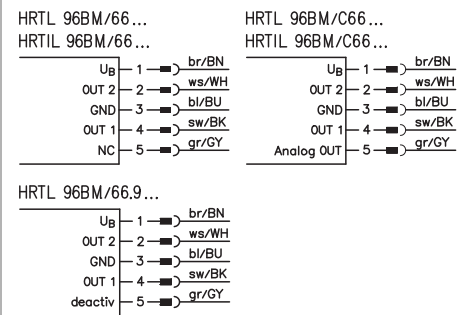 HRTL 96BM/66...
HRTIL 96BM/66...
UB 1 br/BN
OUT 2 2 ws/WH
GND 3 bl/BU
OUT 1 4 sw/BK
NC 5 gr/GY
HRTL 96BM/C66...
HRTIL 96BM/C66...
UB 1 br/BN
OUT 2 2 ws/WH
GND 3 bl/BU
OUT 1 4 sw/BK
Analog OUT 5 gr/GY
HRTL 96BM/66.9...
UB 1 br/BN
OUT 2 2 ws/WH
GND 3 bl/BU
OUT 1 4 sw/BK
deactiv 5 gr/GY